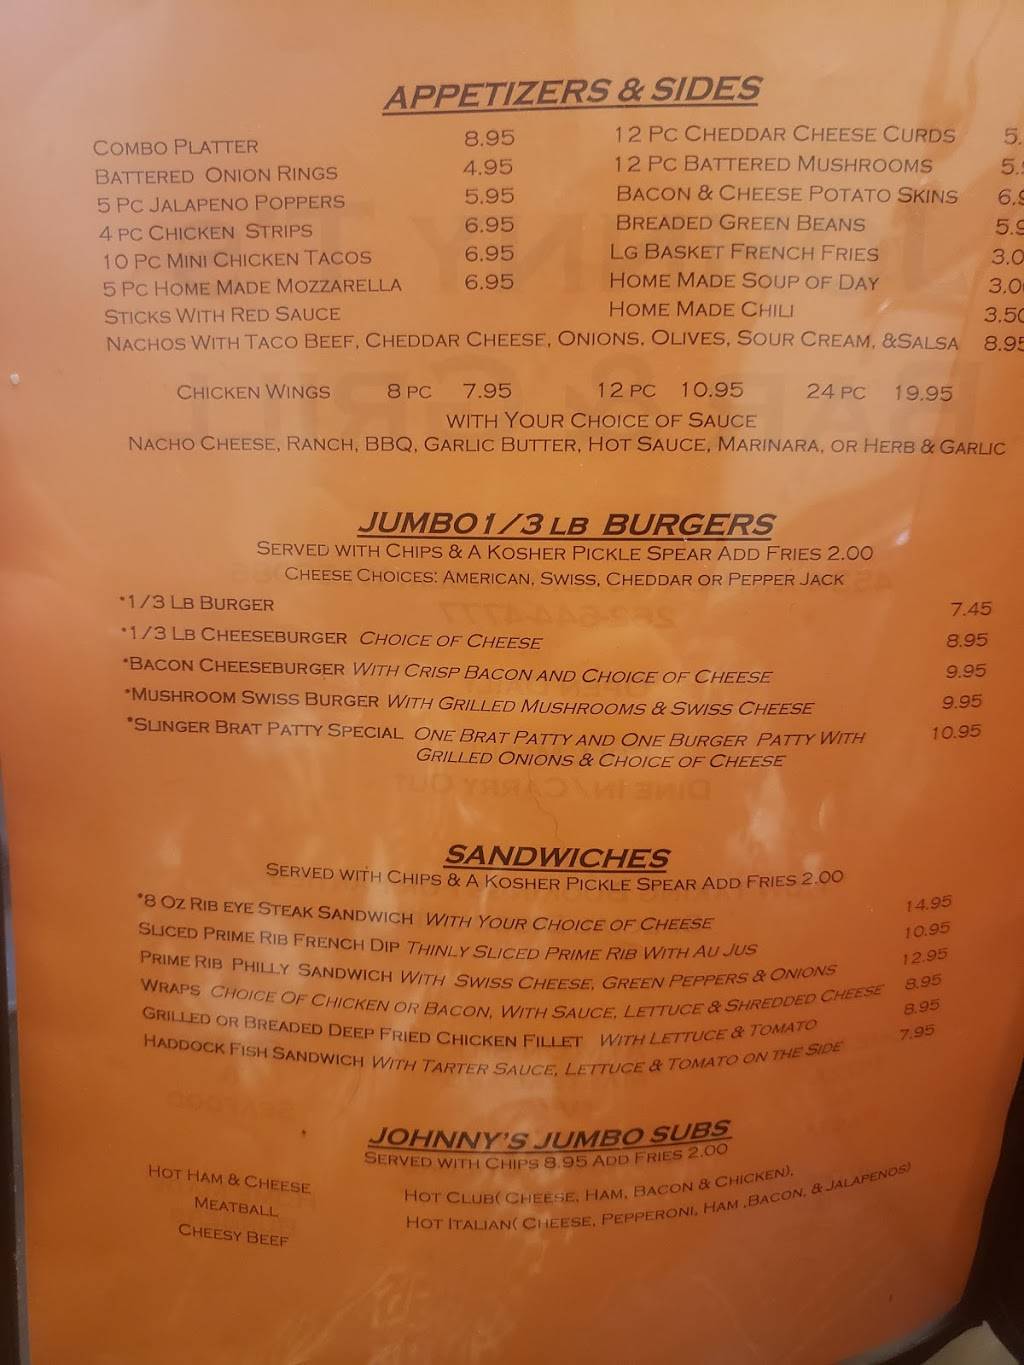 APPETIZERS & SIDES
COMBO PLATTER 8.95
BATTERED ONION RINGS 4.95
5 PC JALAPENO POPPERS 5.95
4 PC CHICKEN STRIPS 6.95
10 PC MINI CHICKEN TACOS 6.95
5 PC HOME MADE MOZZARELLA 6.95
STICKS WITH RED SAUCE
12 PC CHEDDAR CHEESE CURDS 5.
12 PC BATTERED MUSHROOMS 5.
BACON & CHEESE POTATO SKINS 6.9
BREADED GREEN BEANS 5.9
LG BASKET FRENCH FRIES 3.0
HOME MADE SOUP OF DAY 3.00
HOME MADE CHILI 3.50
NACHOS WITH TACO BEEF, CHEDDAR CHEESE, ONIONS, OLIVES, SOUR CREAM, &SALSA 8.95
CHICKEN WINGS 8 PC 7.95 12 PC 10.95 24 PC 19.95
WITH YOUR CHOICE OF SAUCE
NACHO CHEESE, RANCH, BBQ, GARLIC BUTTER, HOT SAUCE, MARINARA, OR HERB & GARLIC
JUMBO 1/3 LB BURGERS
SERVED WITH CHIPS & A KOSHER PICKLE SPEAR ADD FRIES 2.00
CHEESE CHOICES: AMERICAN, SWISS, CHEDDAR OR PEPPER JACK
*1/3 LB BURGER 7.45
*1/3 LB CHEESEBURGER CHOICE OF CHEESE 8.95
*BACON CHEESEBURGER WITH CRISP BACON AND CHOICE OF CHEESE 9.95
*MUSHROOM SWISS BURGER WITH GRILLED MUSHROOMS & SWISS CHEESE 9.95
*SLINGER BRAT PATTY SPECIAL ONE BRAT PATTY AND ONE BURGER PATTY WITH 10.95
GRILLED ONIONS & CHOICE OF CHEESE
SANDWICHES
SERVED WITH CHIPS & A KOSHER PICKLE SPEAR ADD FRIES 2.00
*8 OZ RIB EYE STEAK SANDWICH WITH YOUR CHOICE OF CHEESE 14.95
SLICED PRIME RIB FRENCH DIP THINLY SLICED PRIME RIB WITH AU JUS 10.95
PRIME RIB PHILLY SANDWICH WITH SWISS CHEESE, GREEN PEPPERS & ONIONS 12.95
WRAPS CHOICE OF CHICKEN OR BACON, WITH SAUCE, LETTUCE & SHREDDED CHEESE 8.95
GRILLED OR BREADED DEEP FRIED CHICKEN FILLET WITH LETTUCE & TOMATO 8.95
HADDOCK FISH SANDWICH WITH TARTER SAUCE, LETTUCE & TOMATO ON THE SIDE 7.95
JOHNNY'S JUMBO SUBS
SERVED WITH CHIPS 8.95 ADD FRIES 2.00
HOT HAM & CHEESE
MEATBALL
CHEESY BEEF
HOT CLUB( CHEESE, HAM, BACON & CHICKEN),
HOT ITALIAN( CHEESE, PEPPERONI, HAM ,BACON, & JALAPENOS)